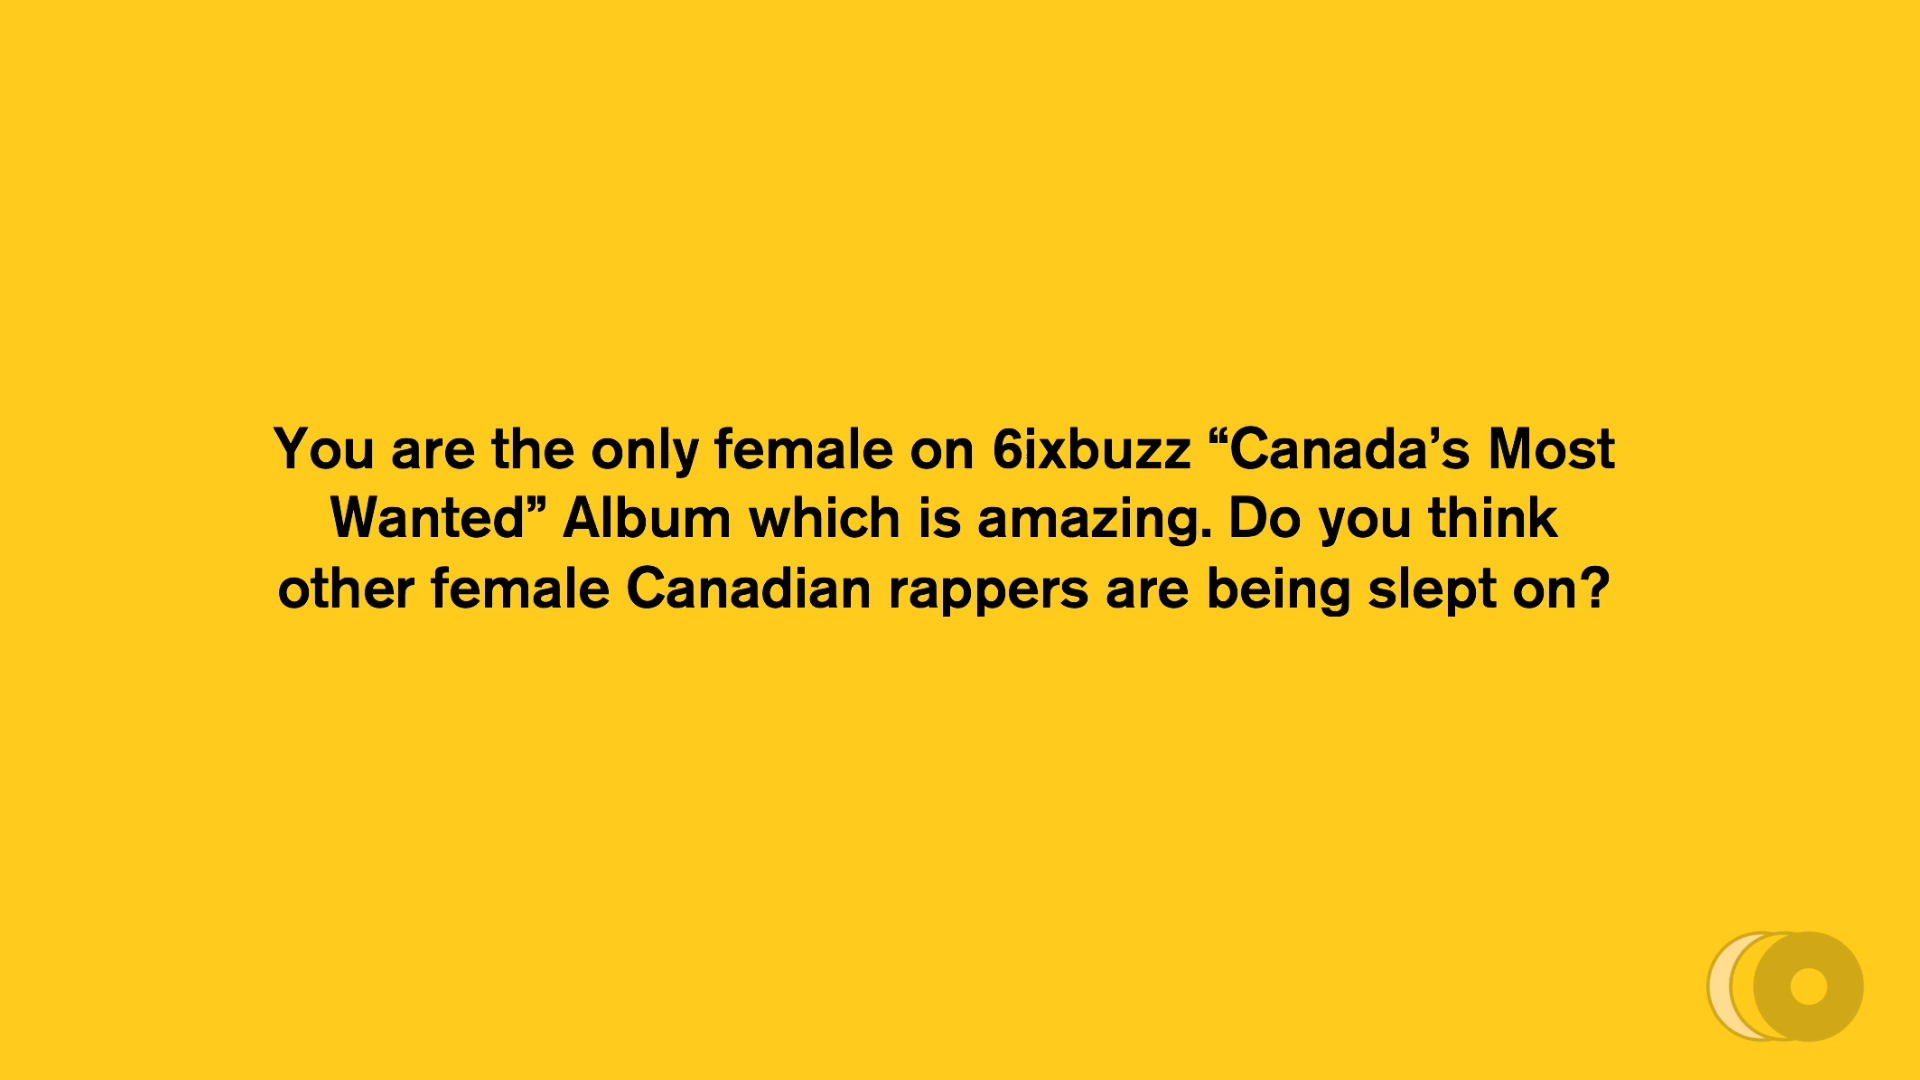 You are the only female on 6ixbuzz “Canada’s Most
Wanted” Album which is amazing. Do you think
other female Canadian rappers are being slept on?